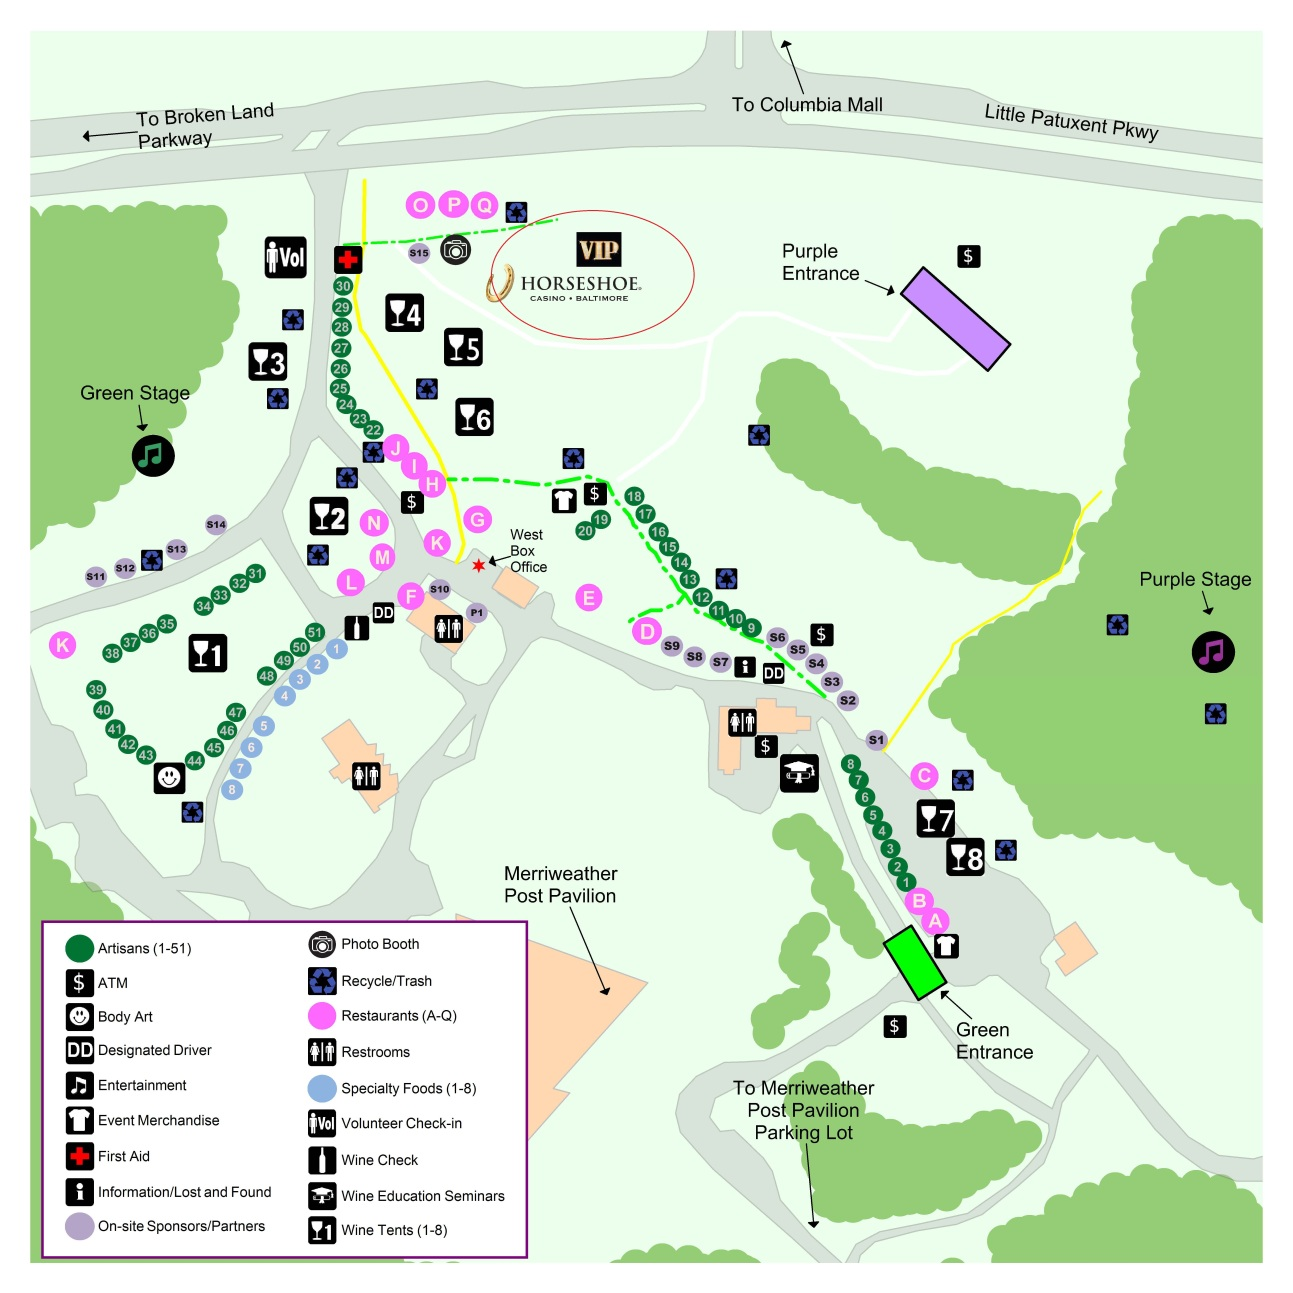 To Broken Land
Parkway
To Columbia Mall
Little Patuxent Pkwy
O P Q
S15
VIP
HORSESHOE®
CASINO • BALTIMORE
Purple
Entrance
$
Vol
30
29
28
27
26
25
24
23
22
4
5
6
3
Green Stage
J
I
H
$
2
N
M
L
K
G
F
West
Box
Office
S10
P1
DD
E
D
$
18
17
16
15
14
13
12
11
10
9
19
20
S14
S13
S12
S11
31
32
33
34
35
36
37
38
K
1
51
50
49
48
47
46
45
44
43
42
41
40
39
1
2
3
4
5
6
7
8
S9
S8
S7
i
DD
S6
S5
S4
S3
S2
S1
$
$
Purple Stage
C
7
8
8
7
6
5
4
3
2
1
B
A
Merriweather
Post Pavilion
$
Green
Entrance
To Merriweather
Post Pavilion
Parking Lot
Artisans (1-51)
$ ATM
Body Art
DD Designated Driver
Entertainment
Event Merchandise
First Aid
i Information/Lost and Found
On-site Sponsors/Partners
Photo Booth
Recycle/Trash
Restaurants (A-Q)
Restrooms
Specialty Foods (1-8)
Vol Volunteer Check-in
Wine Check
Wine Education Seminars
1 Wine Tents (1-8)